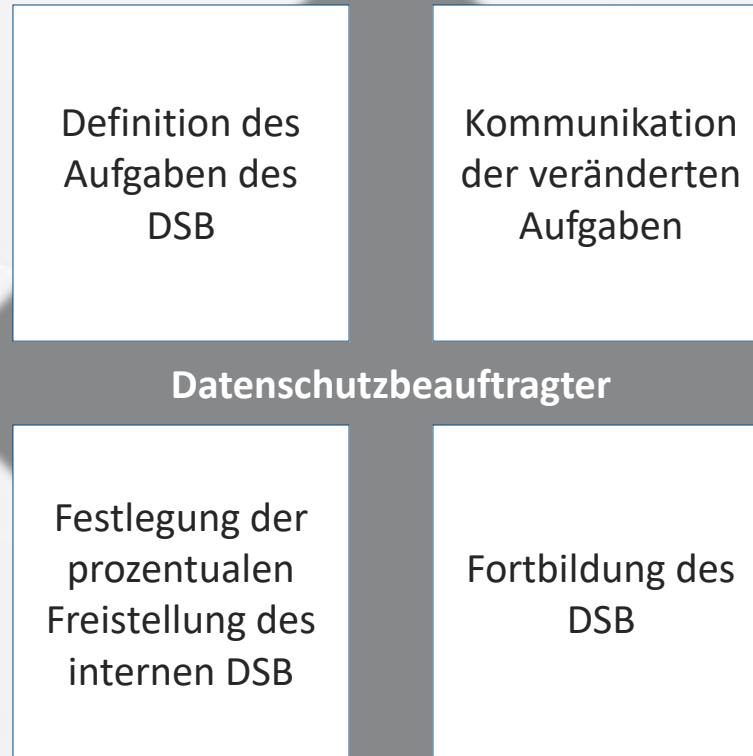 Definition des
Aufgaben des
DSB
Kommunikation
der veränderten
Aufgaben
Datenschutzbeauftragter
Festlegung der
prozentualen
Freistellung des
internen DSB
Fortbildung des
DSB